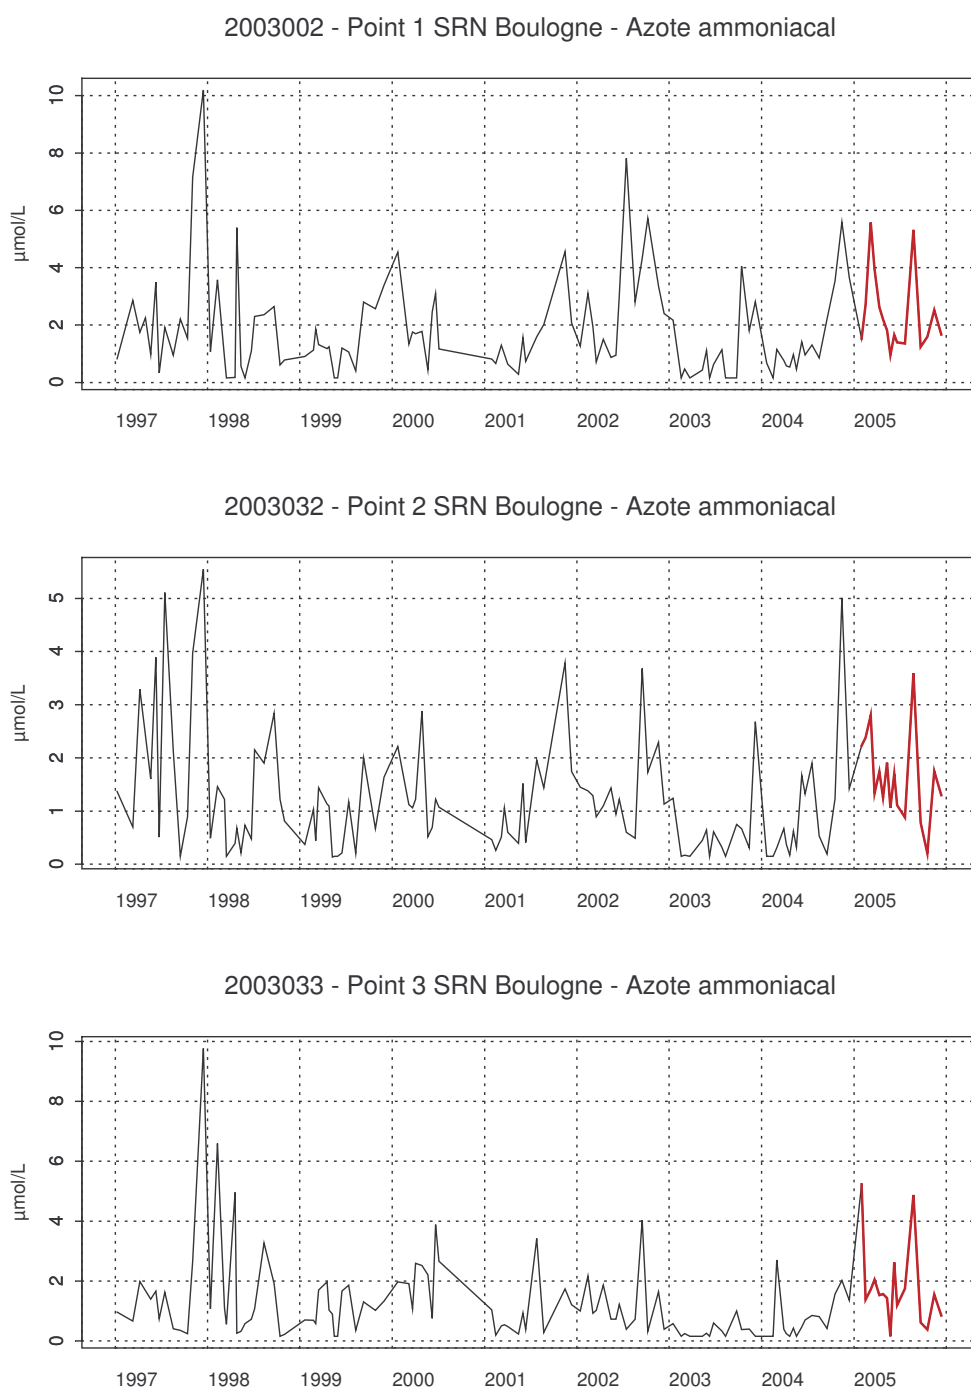 2003002 - Point 1 SRN Boulogne - Azote ammoniacal
10
8
6
4
2
0
µmol/L
1997 1998 1999 2000 2001 2002 2003 2004 2005
2003032 - Point 2 SRN Boulogne - Azote ammoniacal
5
4
3
2
1
0
µmol/L
1997 1998 1999 2000 2001 2002 2003 2004 2005
2003033 - Point 3 SRN Boulogne - Azote ammoniacal
10
8
6
4
2
0
µmol/L
1997 1998 1999 2000 2001 2002 2003 2004 2005